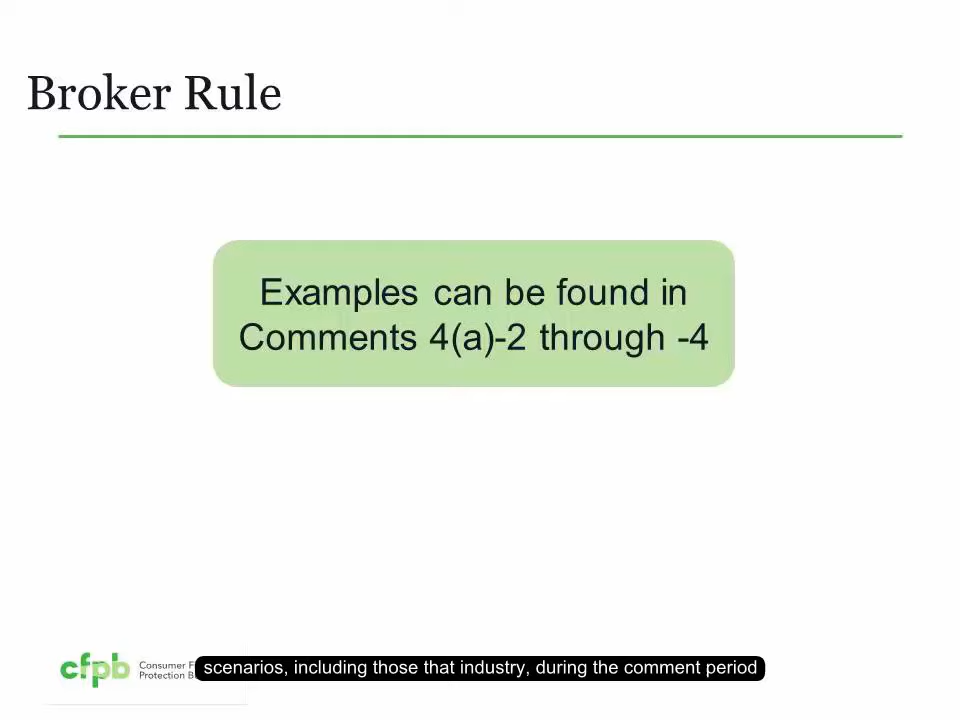 Broker Rule
Examples can be found in
Comments 4(a)-2 through -4
cfpb
Consumer
Protection
scenarios, including those that industry, during the comment period